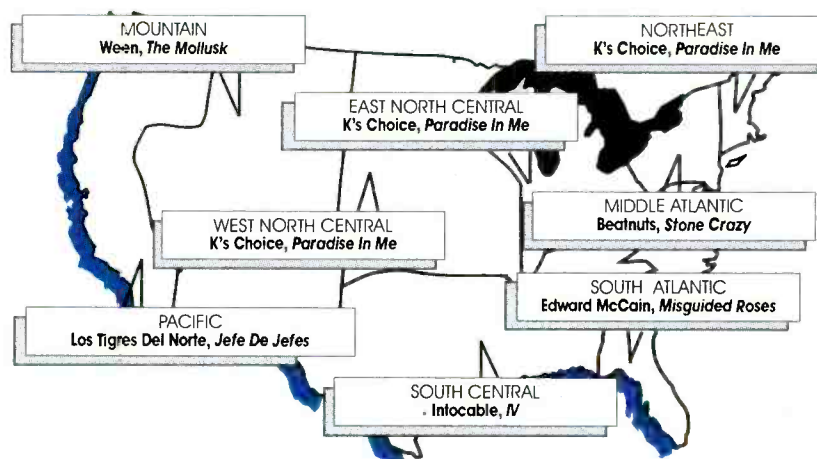 MOUNTAIN
Ween, The Mollusk
NORTHEAST
K's Choice, Paradise In Me
EAST NORTH CENTRAL
K's Choice, Paradise In Me
WEST NORTH CENTRAL
K's Choice, Paradise In Me
MIDDLE ATLANTIC
Beatnuts, Stone Crazy
SOUTH ATLANTIC
Edward McCain, Misguided Roses
PACIFIC
Los Tigres Del Norte, Jefe De Jefes
SOUTH CENTRAL
Intocable, IV